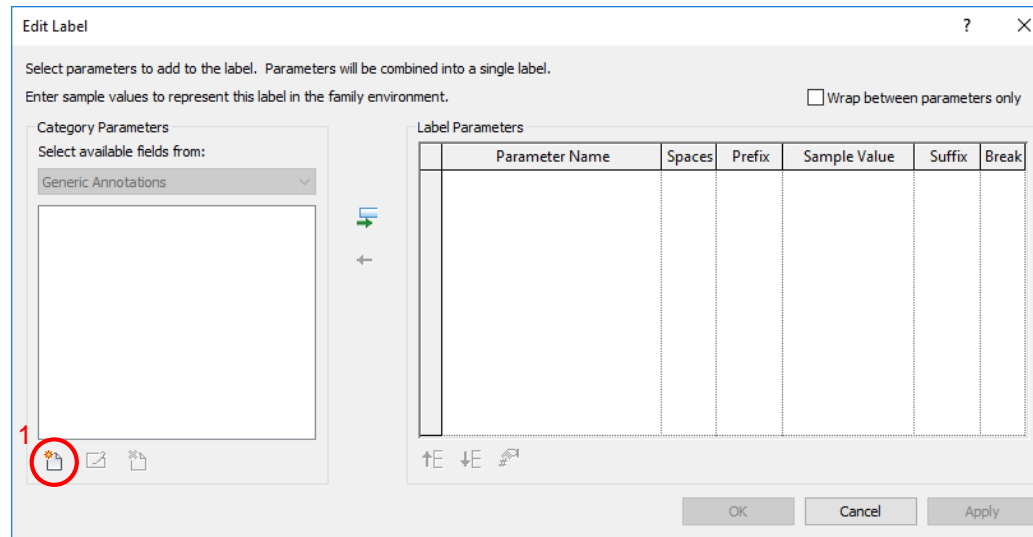 Edit Label
?
Select parameters to add to the label. Parameters will be combined into a single label.
Enter sample values to represent this label in the family environment.
Wrap between parameters only
Category Parameters
Select available fields from:
Generic Annotations
Label Parameters
Parameter Name Spaces Prefix Sample Value Suffix Break
1
OK Cancel Apply